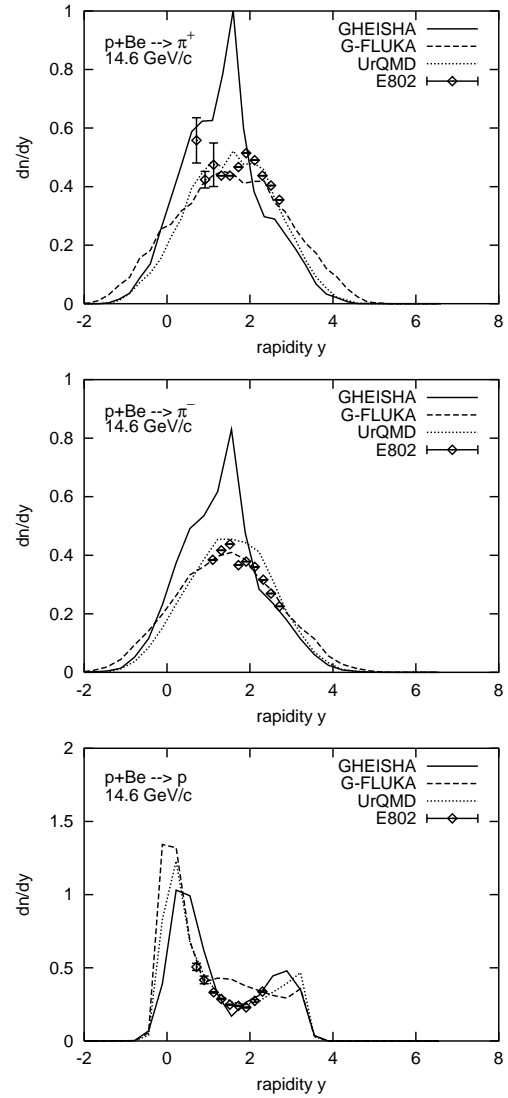 1
0.8
0.6
0.4
0.2
0
-2 0 2 4 6 8
dn/dy
rapidity y
p+Be --> π⁺
14.6 GeV/c
GHEISHA
G-FLUKA
UrQMD
E802
1
0.8
0.6
0.4
0.2
0
-2 0 2 4 6 8
dn/dy
rapidity y
p+Be --> π⁻
14.6 GeV/c
GHEISHA
G-FLUKA
UrQMD
E802
2
1.5
1
0.5
0
-2 0 2 4 6 8
dn/dy
rapidity y
p+Be --> p
14.6 GeV/c
GHEISHA
G-FLUKA
UrQMD
E802